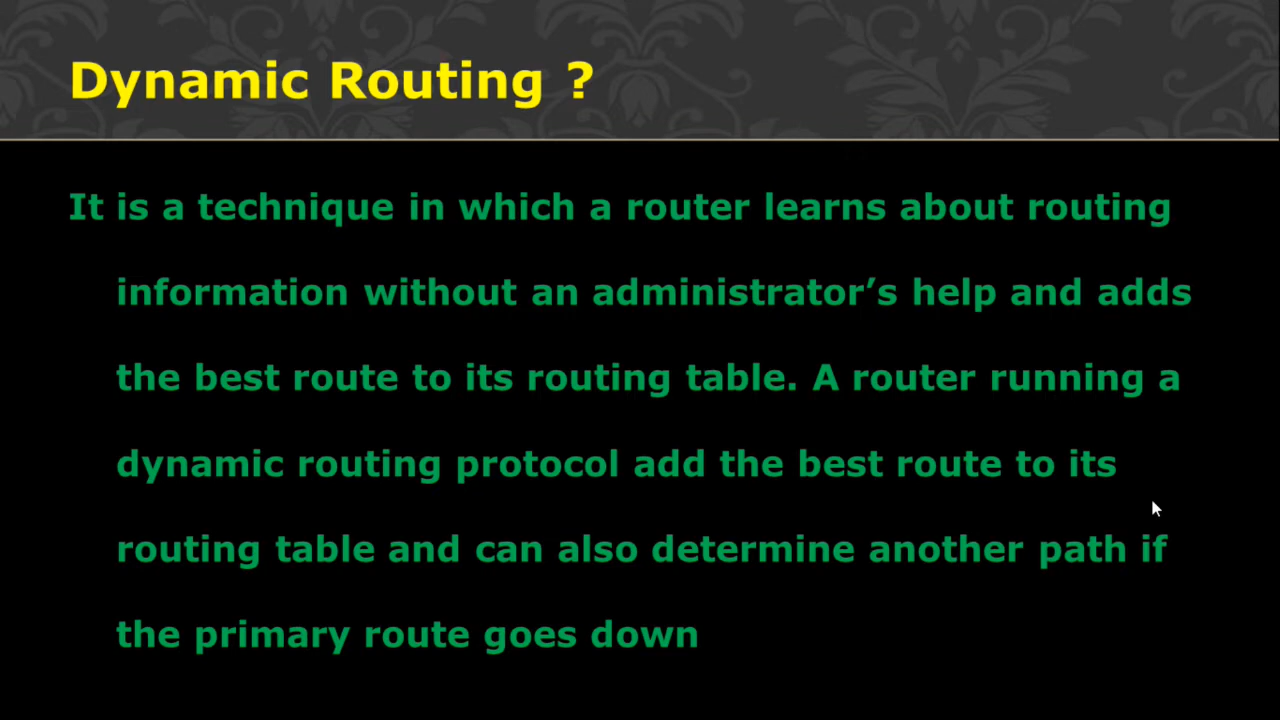 Dynamic Routing ?
It is a technique in which a router learns about routing
information without an administrator’s help and adds
the best route to its routing table. A router running a
dynamic routing protocol add the best route to its
routing table and can also determine another path if
the primary route goes down